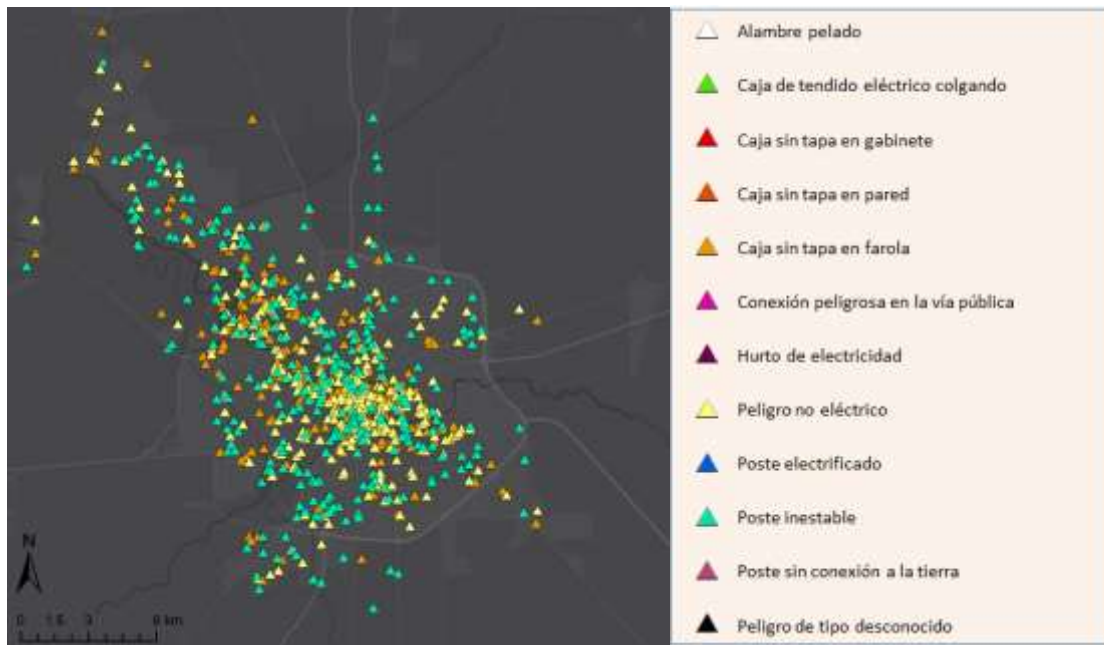 Alambre pelado
Caja de tendido eléctrico colgando
Caja sin tapa en gabinete
Caja sin tapa en pared
Caja sin tapa en farola
Conexión peligrosa en la vía pública
Hurto de electricidad
Peligro no eléctrico
Poste electrificado
Poste inestable
Poste sin conexión a la tierra
Peligro de tipo desconocido
N
0 1.5 3 6 km